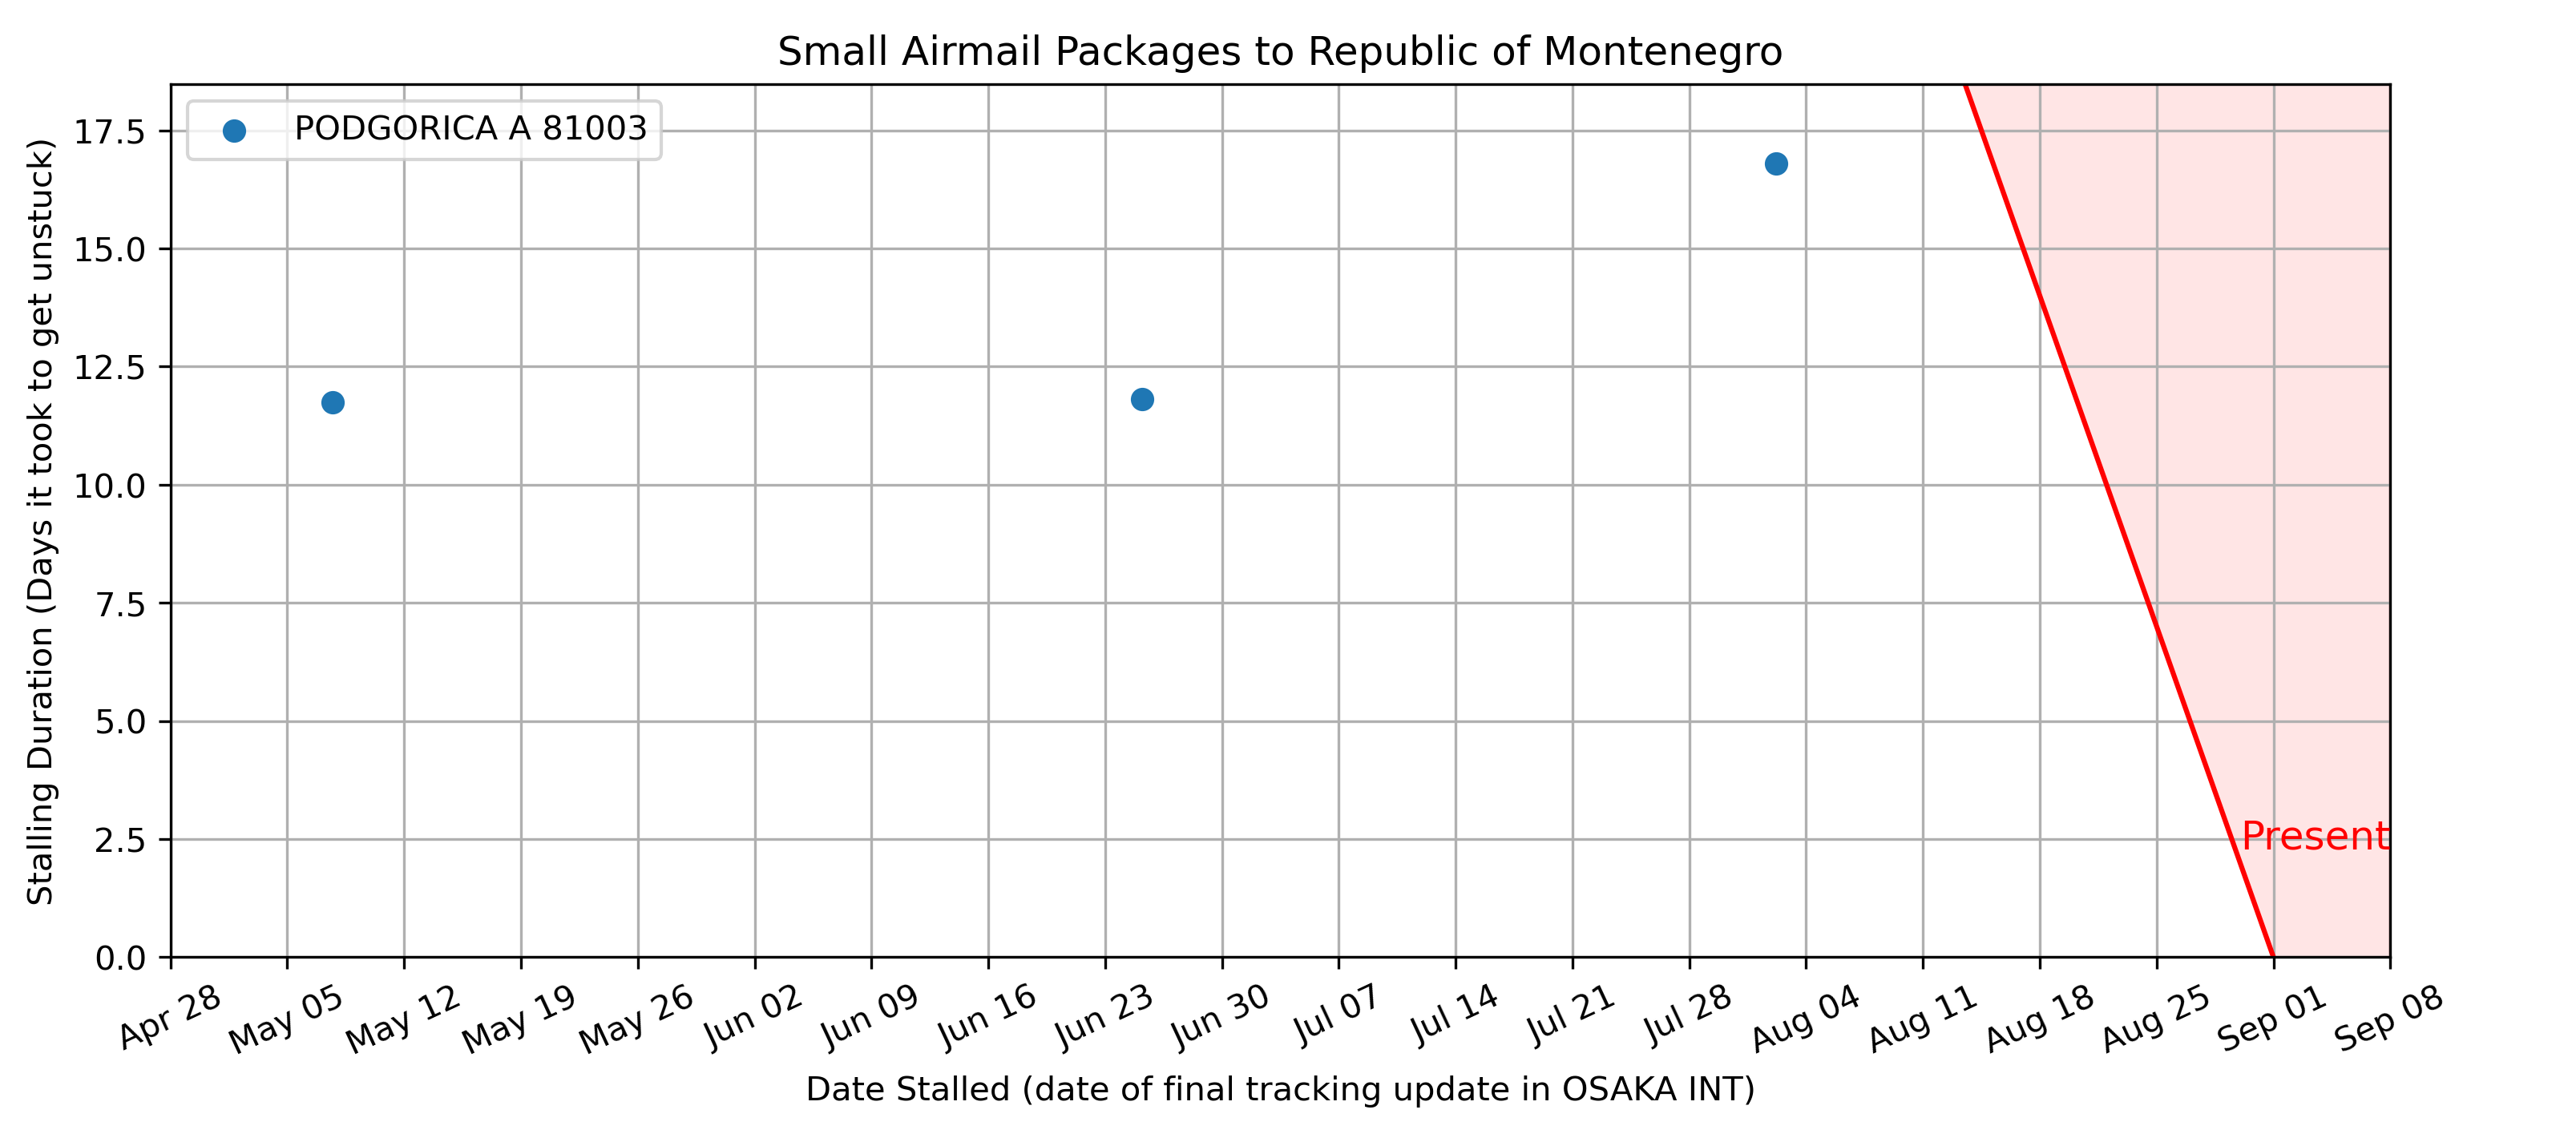 Small Airmail Packages to Republic of Montenegro
PODGORICA A 81003
Stalling Duration (Days it took to get unstuck)
17.5
15.0
12.5
10.0
7.5
5.0
2.5
0.0
Present
Apr 28
May 05
May 12
May 19
May 26
Jun 02
Jun 09
Jun 16
Jun 23
Jun 30
Jul 07
Jul 14
Jul 21
Jul 28
Aug 04
Aug 11
Aug 18
Aug 25
Sep 01
Sep 08
Date Stalled (date of final tracking update in OSAKA INT)